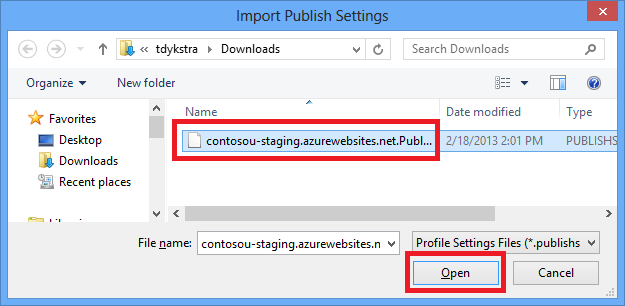 Import Publish Settings
« tdykstra ▸ Downloads
Search Downloads
Organize
New folder
Name
Date modified
Type
Favorites
Desktop
Downloads
Recent places
contosou-staging.azurewebsites.net.Publ...
2/18/2013 2:01 PM
PUBLISHS
File name:
contosou-staging.azurewebsites.n
Profile Settings Files (*.publishs
Open
Cancel